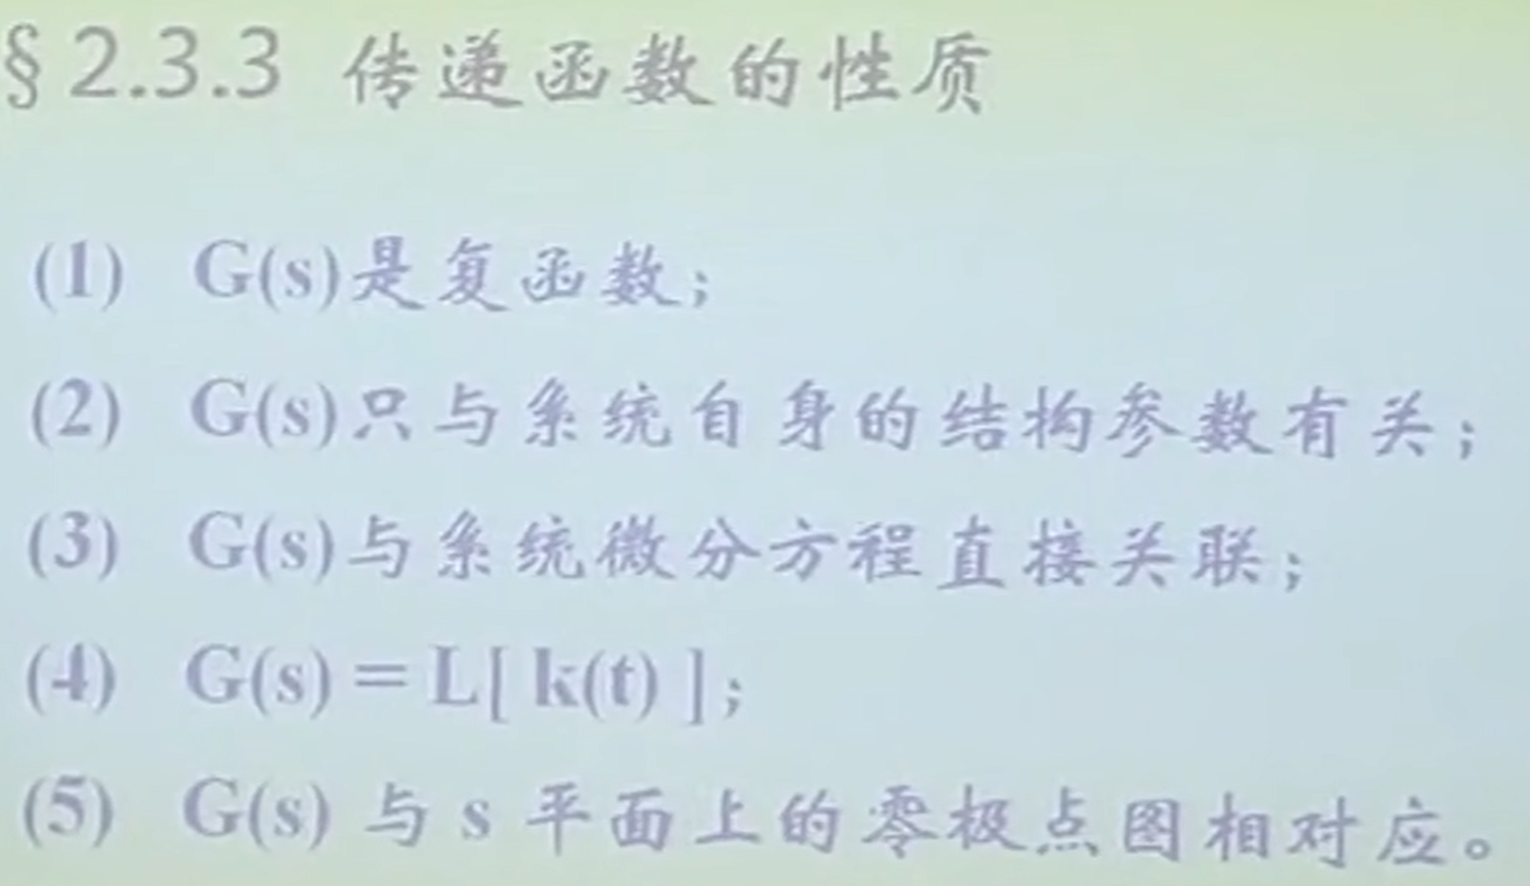 §2.3.3 传递函数的性质
(1) G(s)是复函数；
(2) G(s)只与系统自身的结构参数有关；
(3) G(s)与系统微分方程直接关联；
(4) G(s) = L[ k(t) ]；
(5) G(s) 与 s 平面上的零极点图相对应。